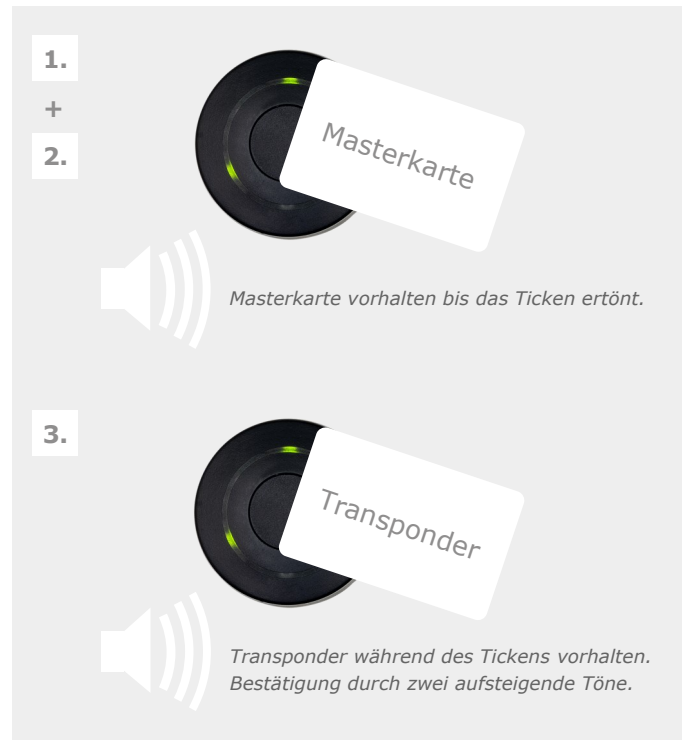 1.
+
2.
Masterkarte
Masterkarte vorhalten bis das Ticken ertönt.
3.
Transponder
Transponder während des Tickens vorhalten.
Bestätigung durch zwei aufsteigende Töne.